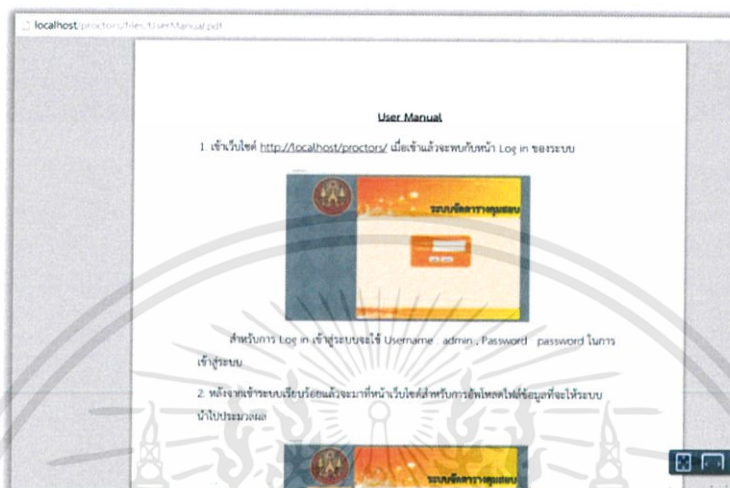 localhost/proctors/files/UserManual.pdf
User Manual
1. เข้าเว็บไซต์ http://localhost/proctors/ เมื่อเข้าแล้วจะพบกับหน้า Log in ของระบบ
ระบบจัดตารางคุมสอบ
สำหรับการ Log in เข้าสู่ระบบจะใช้ Username admin , Password password ในการ
เข้าสู่ระบบ
2. หลังจากเข้าระบบเรียบร้อยแล้วจะมาที่หน้าเว็บไซต์สำหรับการอัพโหลดไฟล์ข้อมูลที่จะให้ระบบ
นำไปประมวลผล
ระบบจัดตารางคุมสอบ